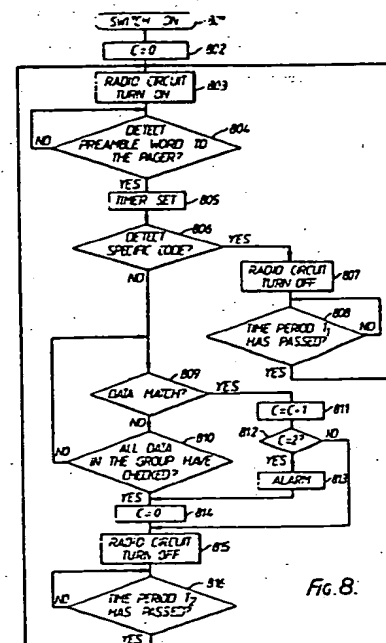 SWITCH ON
C=0 802
RADIO CIRCUIT
TURN ON
803
DETECT
PREAMBLE WORD TO
THE PAGER?
804
NO
YES
TIMER SET 805
DETECT
SPECIFIC CODE?
806
YES
NO
RADIO CIRCUIT
TURN OFF
807
TIME PERIOD T1
HAS PASSED?
808
NO
YES
DATA MATCH?
809
YES
NO
C=C+1 811
ALL DATA
IN THE GROUP HAVE
CHECKED?
810
NO
YES
812 C=2?
NO
YES
ALARM 813
C=0 814
RADIO CIRCUIT
TURN OFF
815
TIME PERIOD T2
HAS PASSED?
816
NO
YES
FIG. 8.